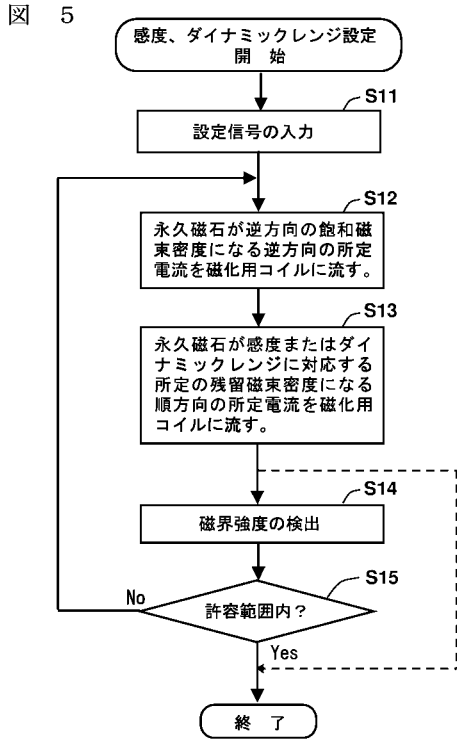 図 5
感度、ダイナミックレンジ設定
開 始
S11
設定信号の入力
S12
永久磁石が逆方向の飽和磁
束密度になる逆方向の所定
電流を磁化用コイルに流す。
S13
永久磁石が感度またはダイ
ナミックレンジに対応する
所定の残留磁束密度になる
順方向の所定電流を磁化用
コイルに流す。
S14
磁界強度の検出
S15
許容範囲内？
No
Yes
終 了